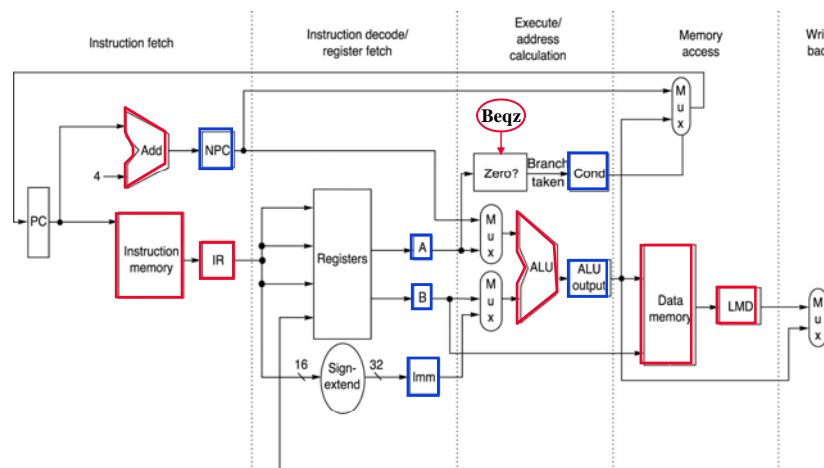 Instruction fetch
Instruction decode/
register fetch
Execute/
address
calculation
Memory
access
Wri
bac
M
u
x
Beqz
Add
NPC
4
Zero?
Branch
taken
Cond
PC
Instruction
memory
IR
Registers
A
B
M
u
x
M
u
x
ALU
ALU
output
Data
memory
LMD
M
u
x
16
Sign-
extend
32
Imm